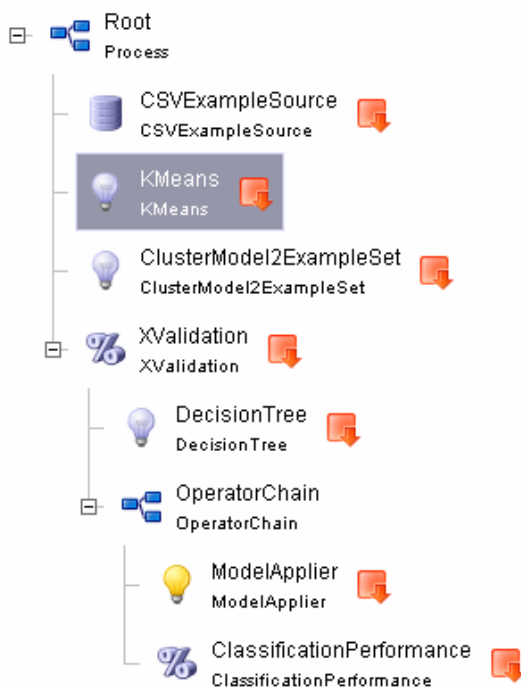 Root
Process
CSVExampleSource
CSVExampleSource
KMeans
KMeans
ClusterModel2ExampleSet
ClusterModel2ExampleSet
XValidation
XValidation
DecisionTree
DecisionTree
OperatorChain
OperatorChain
ModelApplier
ModelApplier
ClassificationPerformance
ClassificationPerformance